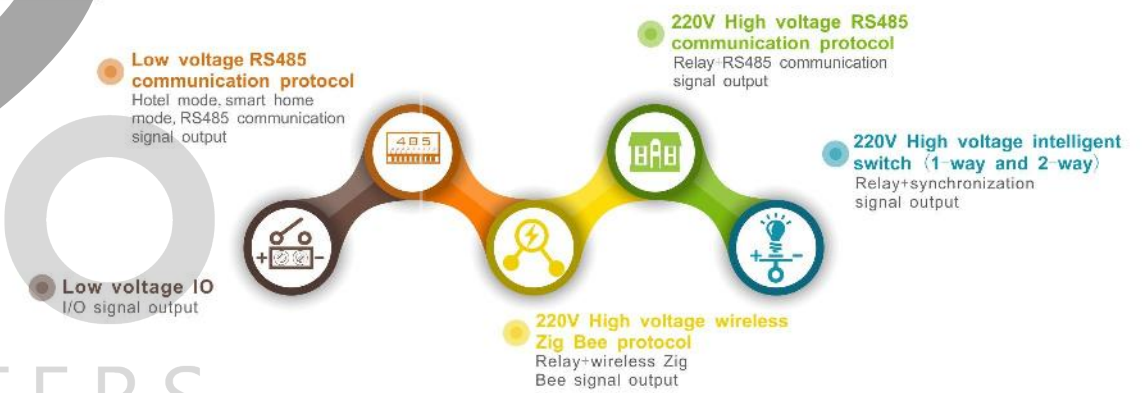 Low voltage RS485
communication protocol
Hotel mode, smart home
mode, RS485 communication
signal output
220V High voltage RS485
communication protocol
Relay+RS485 communication
signal output
485
220V High voltage intelligent
switch (1-way and 2-way)
Relay+synchronization
signal output
Low voltage IO
I/O signal output
220V High voltage wireless
Zig Bee protocol
Relay+wireless Zig
Bee signal output